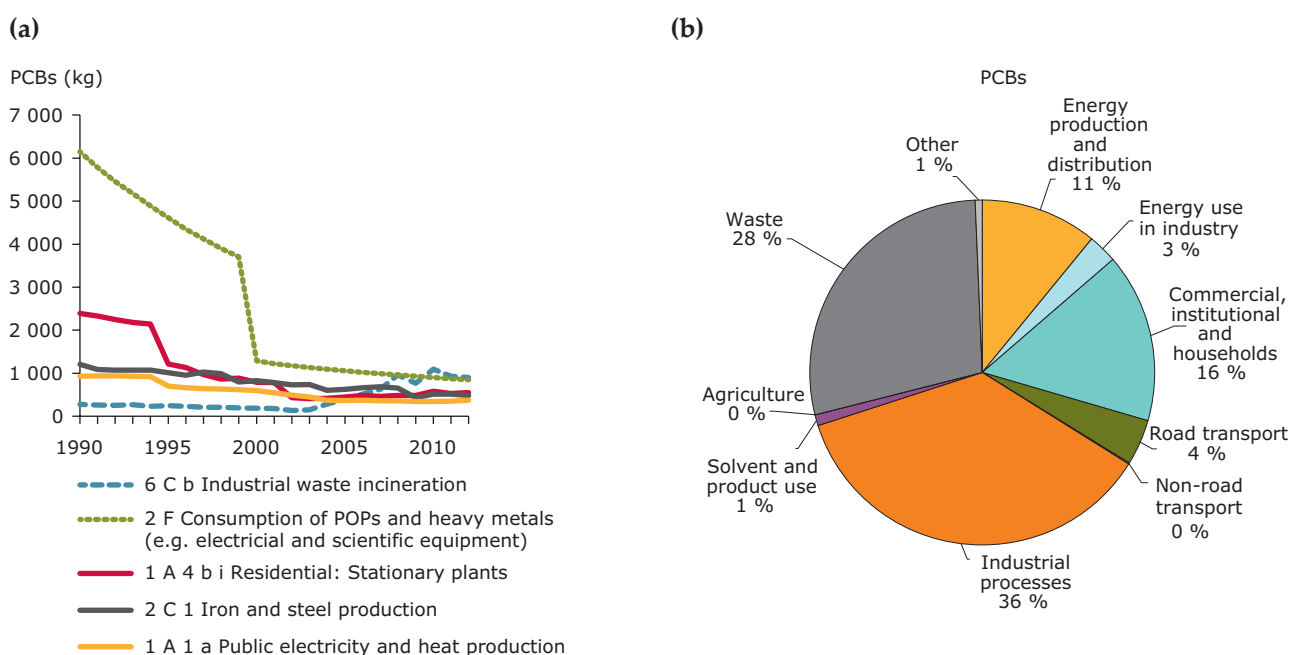 (a)
PCBs (kg)
7 000
6 000
5 000
4 000
3 000
2 000
1 000
0
1990
1995
2000
2005
2010
6 C b Industrial waste incineration
2 F Consumption of POPs and heavy metals
(e.g. electricial and scientific equipment)
1 A 4 b i Residential: Stationary plants
2 C 1 Iron and steel production
1 A 1 a Public electricity and heat production
(b)
PCBs
Energy
production
and
distribution
11 %
Energy use
in industry
3 %
Commercial,
institutional
and
households
16 %
Road transport
4 %
Non-road
transport
0 %
Industrial
processes
36 %
Solvent and
product use
1 %
Agriculture
0 %
Waste
28 %
Other
1 %